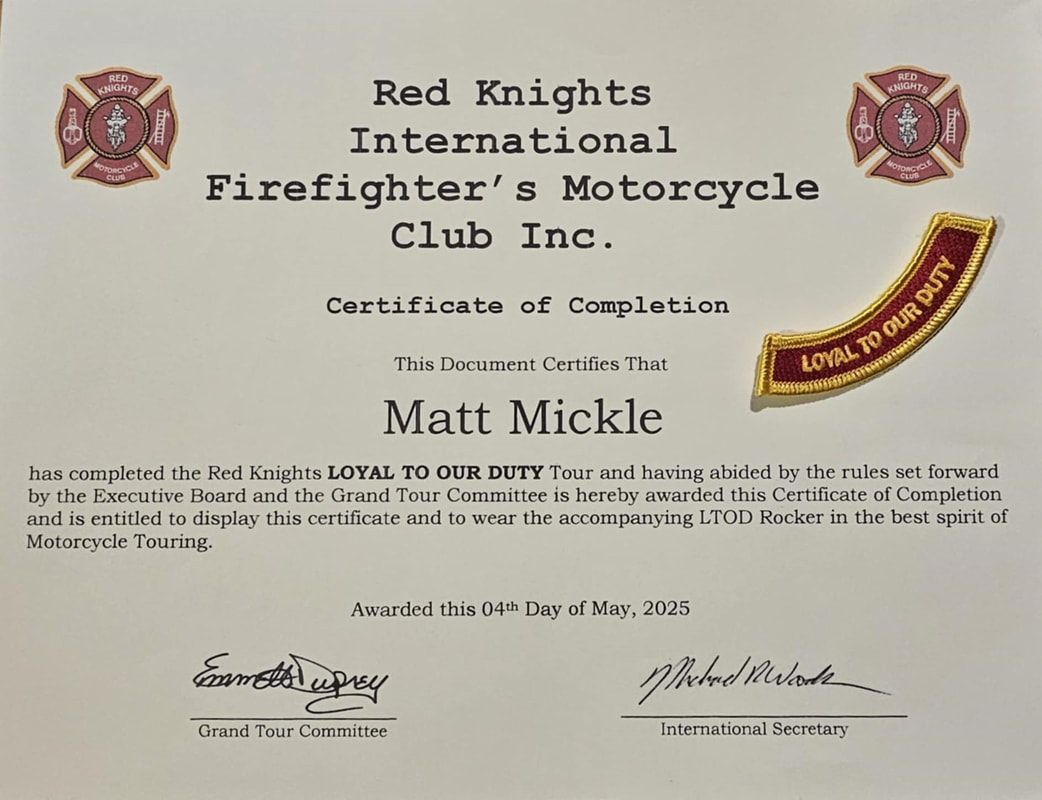 RED
KNIGHTS
MOTORCYCLE
CLUB
RED
KNIGHTS
MOTORCYCLE
CLUB
Red Knights
International
Firefighter's Motorcycle
Club Inc.
LOYAL TO OUR DUTY
Certificate of Completion
This Document Certifies That
Matt Mickle
has completed the Red Knights LOYAL TO OUR DUTY Tour and having abided by the rules set forward
by the Executive Board and the Grand Tour Committee is hereby awarded this Certificate of Completion
and is entitled to display this certificate and to wear the accompanying LTOD Rocker in the best spirit of
Motorcycle Touring.
Awarded this 04th Day of May, 2025
Grand Tour Committee
International Secretary